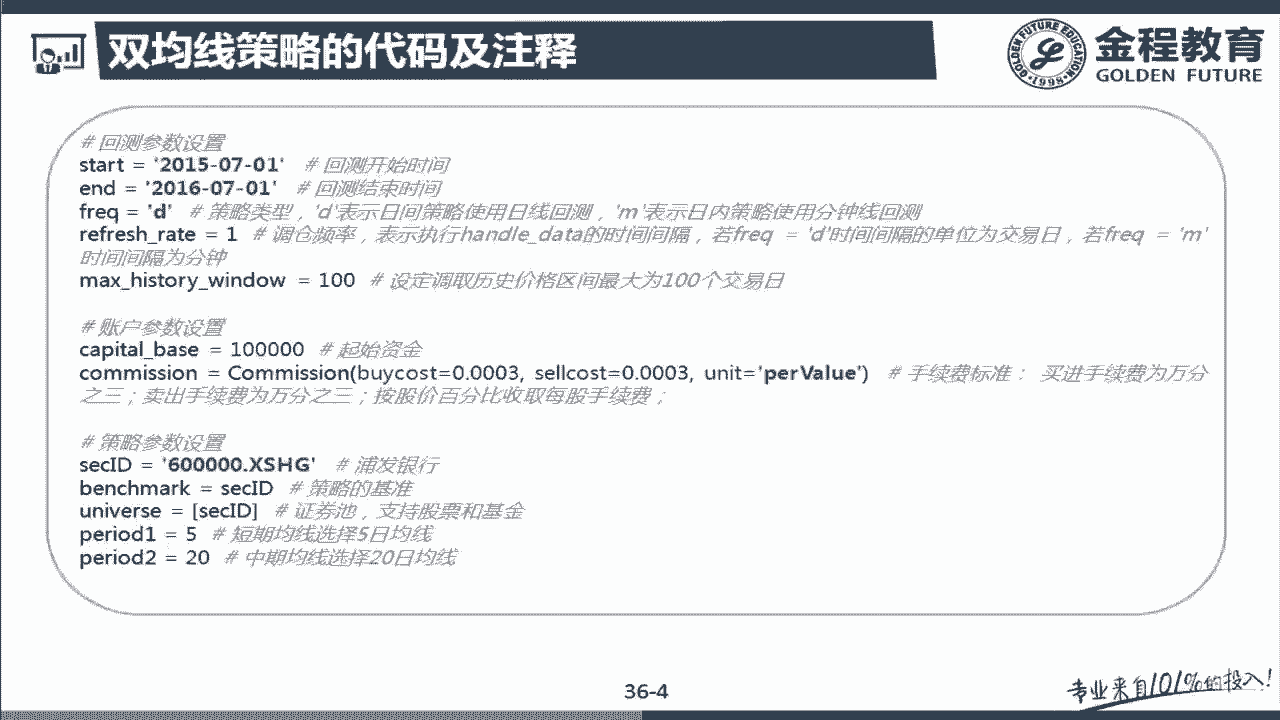 双均线策略的代码及注释
GOLDEN FUTURE EDUCATION
1998
金程教育
GOLDEN FUTURE
# 回测参数设置
start = '2015-07-01' # 回测开始时间
end = '2016-07-01' # 回测结束时间
freq = 'd' # 策略类型，'d'表示日间策略使用日线回测，'m'表示日内策略使用分钟线回测
refresh_rate = 1 # 调仓频率，表示执行handle_data的时间间隔，若freq = 'd'时间间隔的单位为交易日，若freq = 'm'
时间间隔为分钟
max_history_window = 100 # 设定调取历史价格区间最大为100个交易日
# 账户参数设置
capital_base = 100000 # 起始资金
commission = Commission(buycost=0.0003, sellcost=0.0003, unit='perValue') # 手续费标准： 买进手续费为万分
之三；卖出手续费为万分之三；按股价百分比收取每股手续费；
# 策略参数设置
secID = '600000.XSHG' # 浦发银行
benchmark = secID # 策略的基准
universe = [secID] # 证券池，支持股票和基金
period1 = 5 # 短期均线选择5日均线
period2 = 20 # 中期均线选择20日均线
36-4
专业来自101%的投入!